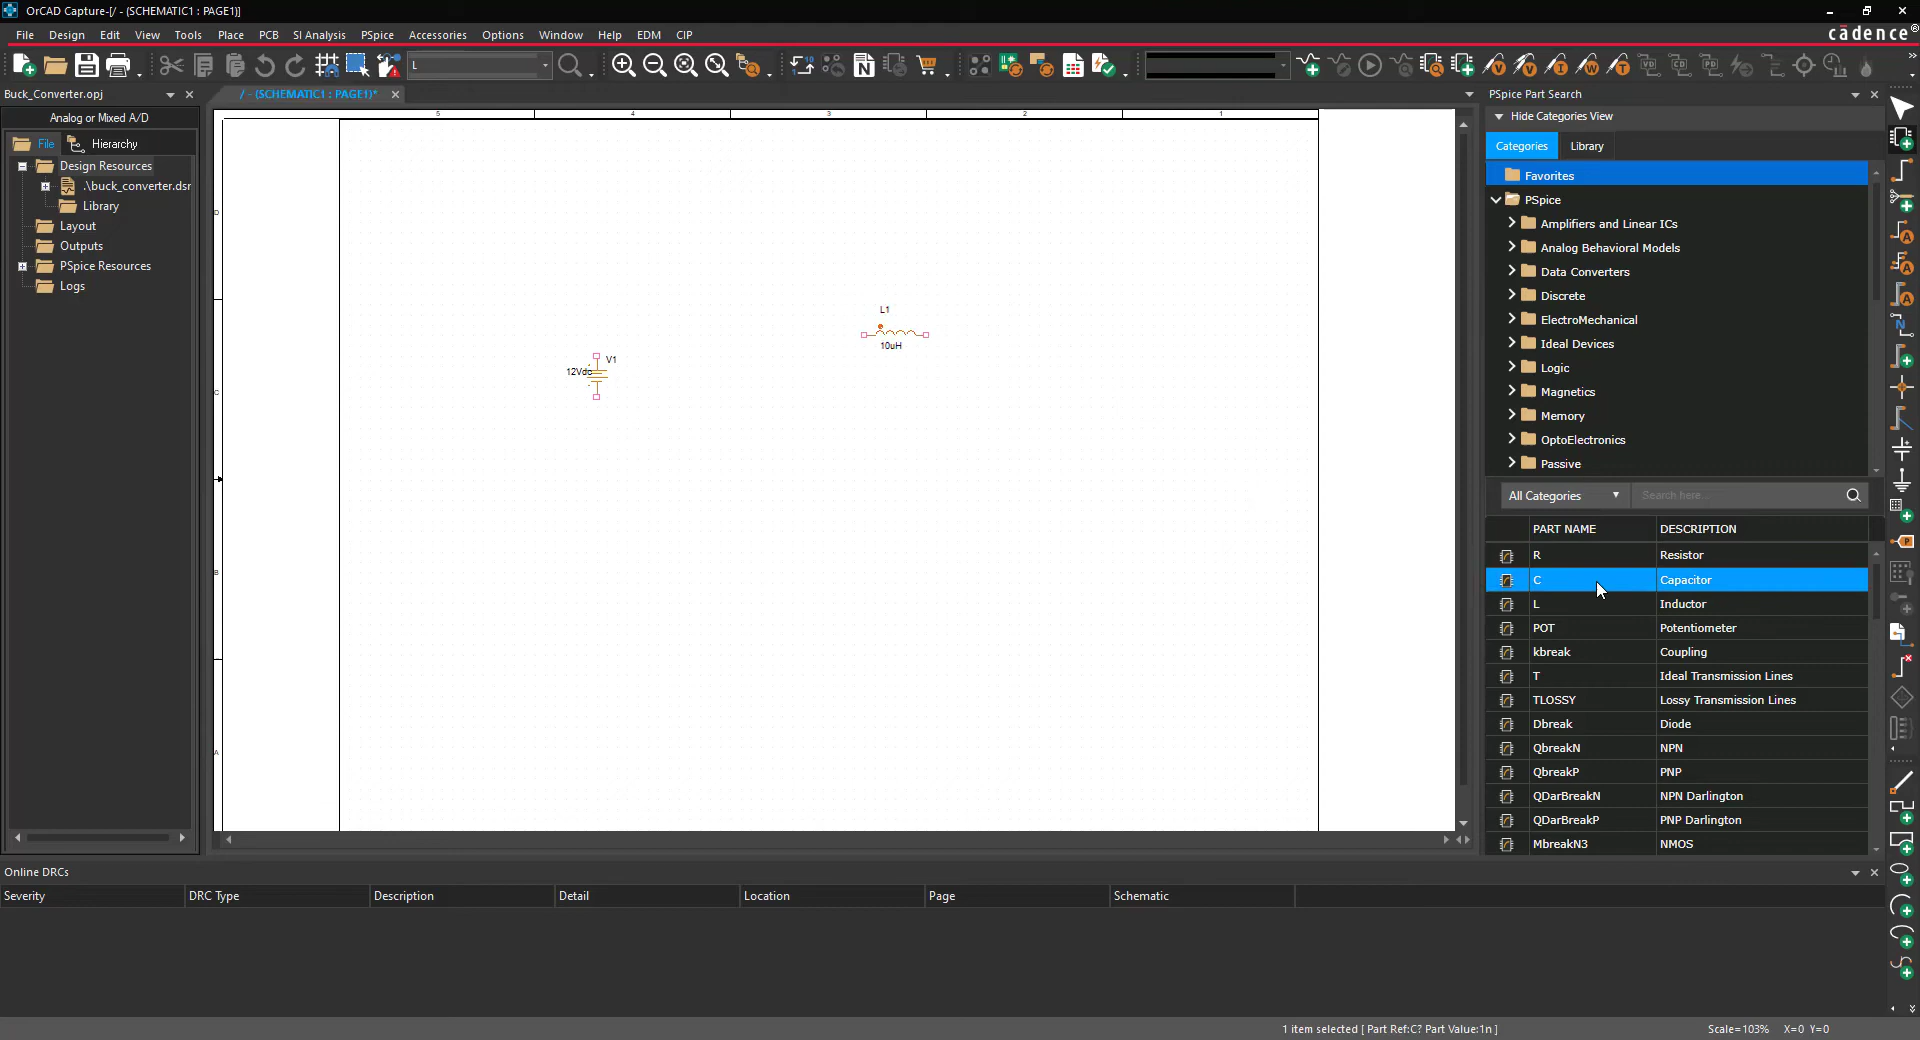 OrCAD Capture-[/ - (SCHEMATIC1 : PAGE1)]
File Design Edit View Tools Place PCB SI Analysis PSpice Accessories Options Window Help EDM CIP
cadence®
L
Buck_Converter.opj
/ - (SCHEMATIC1 : PAGE1)*
PSpice Part Search
Analog or Mixed A/D
Hide Categories View
File Hierarchy
Categories Library
Design Resources
.\buck_converter.dsr
Library
Layout
Outputs
PSpice Resources
Logs
5 4 3 2 1
D
C
B
A
L1
10uH
V1
12Vdc
Favorites
PSpice
Amplifiers and Linear ICs
Analog Behavioral Models
Data Converters
Discrete
ElectroMechanical
Ideal Devices
Logic
Magnetics
Memory
OptoElectronics
Passive
All Categories Search here...
PART NAME DESCRIPTION
R Resistor
C Capacitor
L Inductor
POT Potentiometer
kbreak Coupling
T Ideal Transmission Lines
TLOSSY Lossy Transmission Lines
Dbreak Diode
QbreakN NPN
QbreakP PNP
QDarBreakN NPN Darlington
QDarBreakP PNP Darlington
MbreakN3 NMOS
Online DRCs
Severity DRC Type Description Detail Location Page Schematic
1 item selected [ Part Ref:C? Part Value:1n ] Scale=103% X=0 Y=0